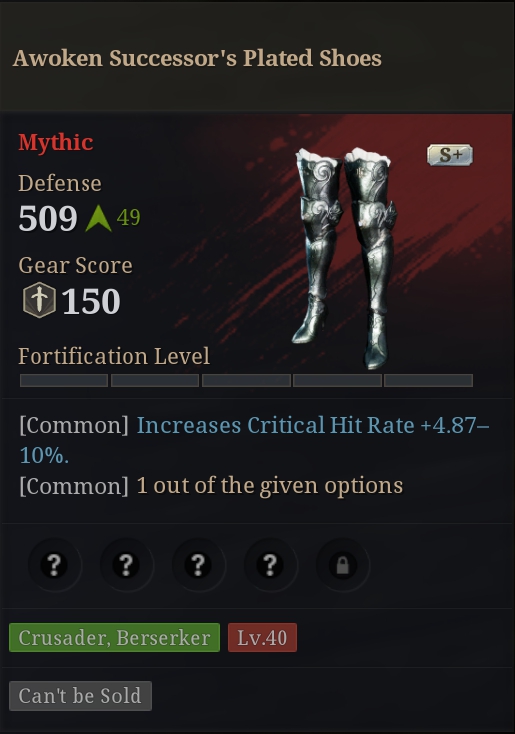 Awoken Successor's Plated Shoes
Mythic
S+
Defense
509 49
Gear Score
150
Fortification Level
[Common] Increases Critical Hit Rate +4.87–
10%.
[Common] 1 out of the given options
? ? ? ?
Crusader, Berserker Lv.40
Can't be Sold